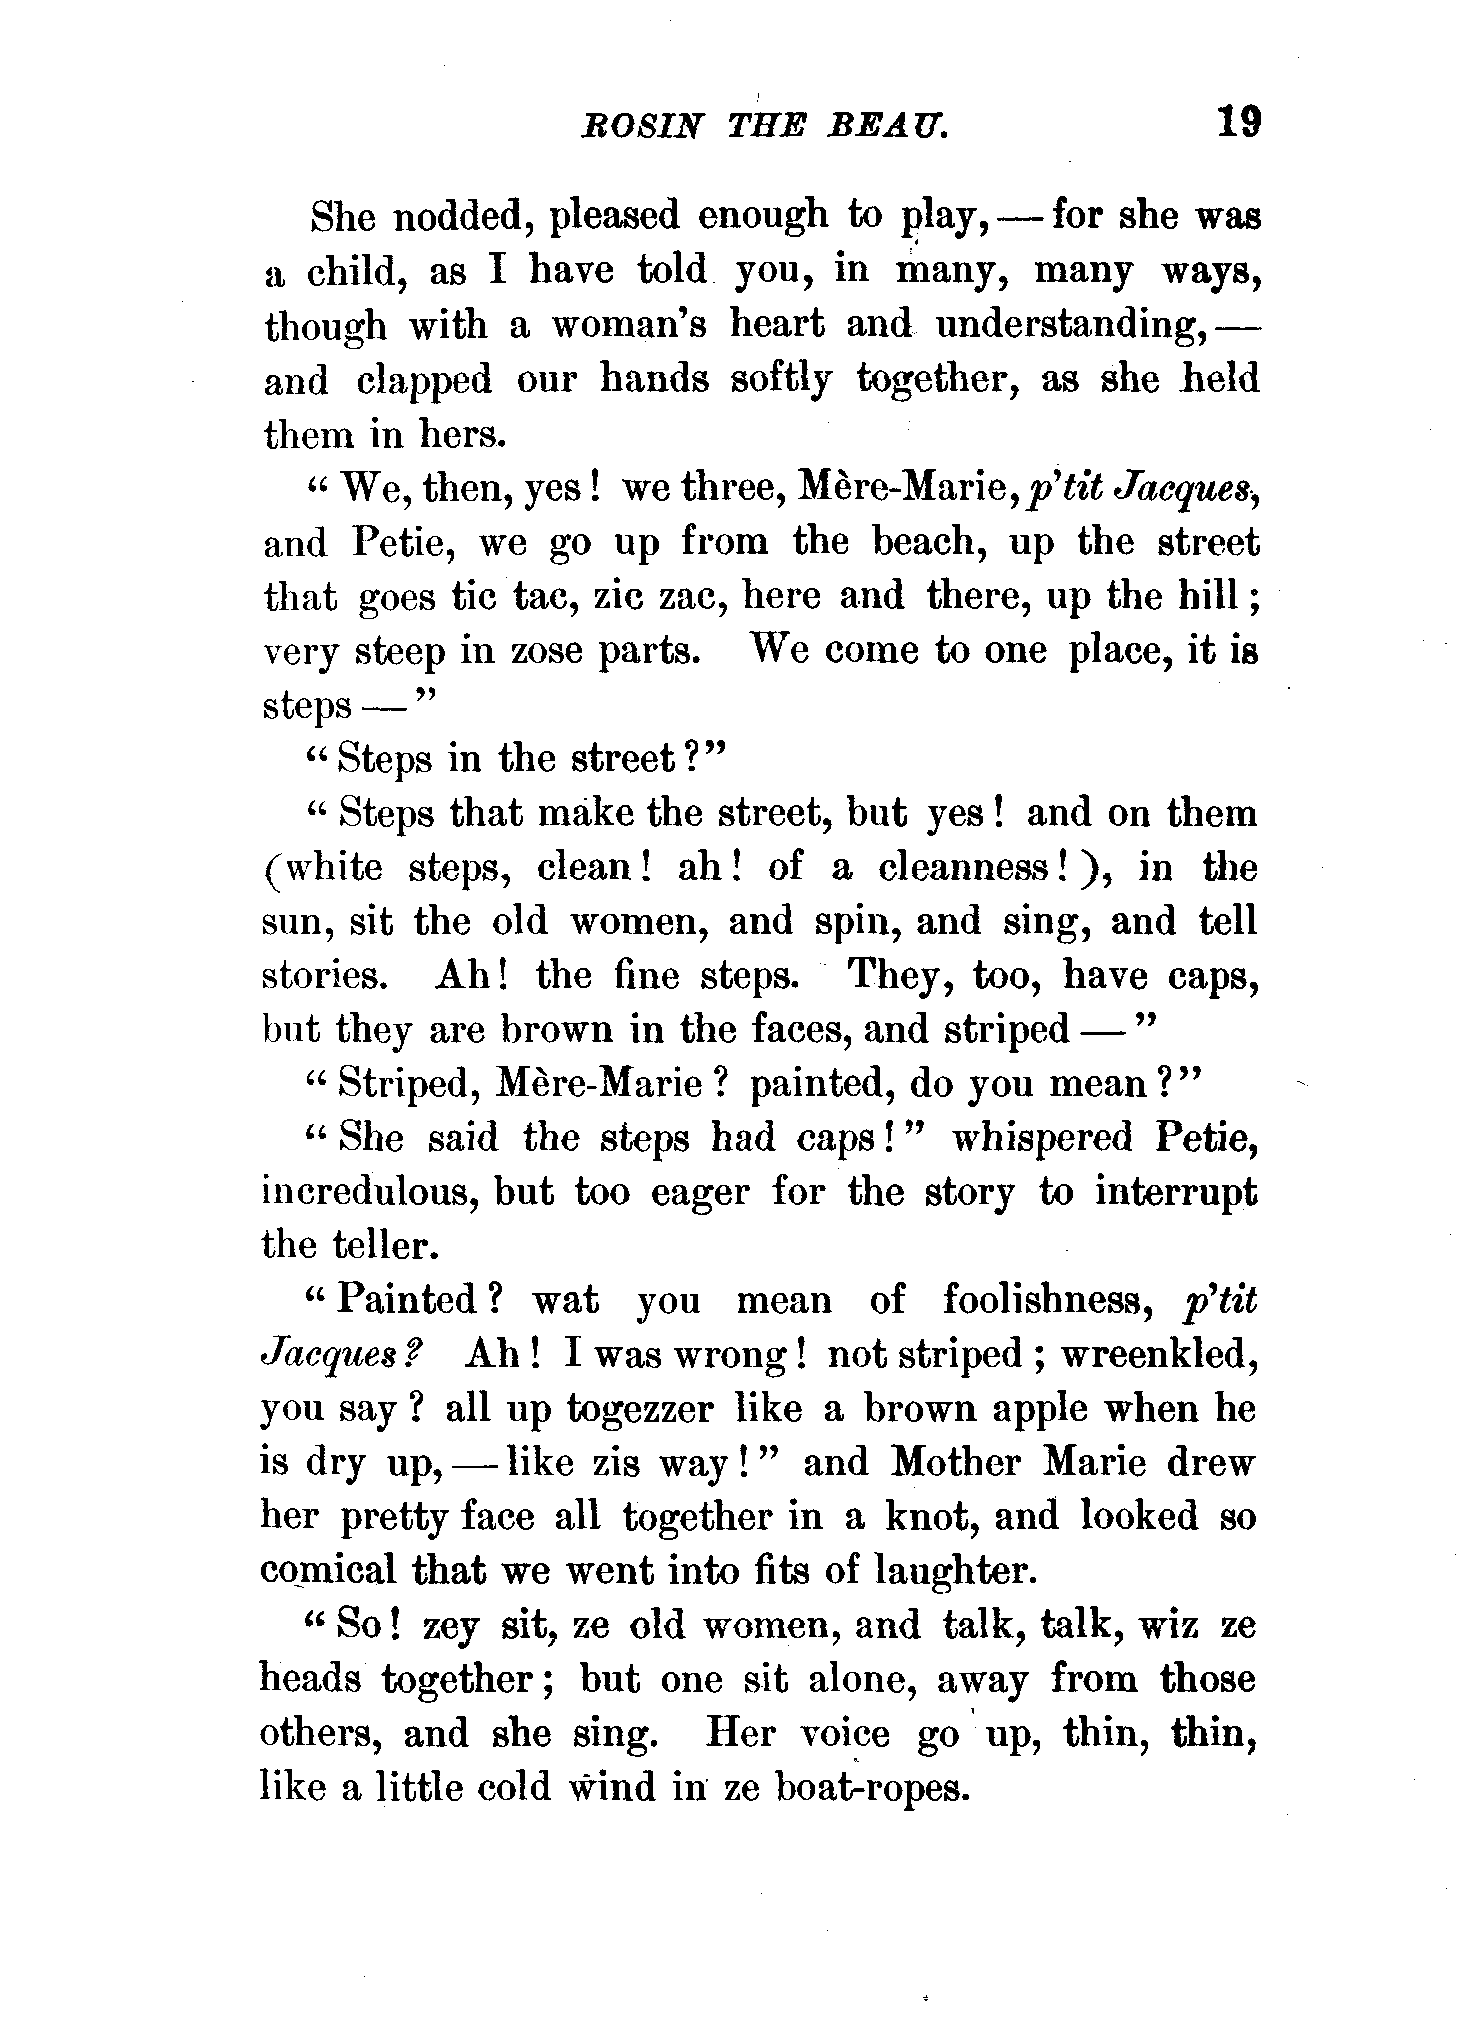 ROSIN THE BEAU. 19
She nodded, pleased enough to play, — for she was
a child, as I have told you, in many, many ways,
though with a woman's heart and understanding, —
and clapped our hands softly together, as she held
them in hers.
"We, then, yes! we three, Mère-Marie, p'tit Jacques,
and Petie, we go up from the beach, up the street
that goes tic tac, zic zac, here and there, up the hill;
very steep in zose parts. We come to one place, it is
steps — "
"Steps in the street?"
"Steps that make the street, but yes! and on them
(white steps, clean! ah! of a cleanness!), in the
sun, sit the old women, and spin, and sing, and tell
stories. Ah! the fine steps. They, too, have caps,
but they are brown in the faces, and striped — "
"Striped, Mère-Marie? painted, do you mean?"
"She said the steps had caps!" whispered Petie,
incredulous, but too eager for the story to interrupt
the teller.
"Painted? wat you mean of foolishness, p'tit
Jacques? Ah! I was wrong! not striped; wreenkled,
you say? all up togezzer like a brown apple when he
is dry up, — like zis way!" and Mother Marie drew
her pretty face all together in a knot, and looked so
comical that we went into fits of laughter.
"So! zey sit, ze old women, and talk, talk, wiz ze
heads together; but one sit alone, away from those
others, and she sing. Her voice go up, thin, thin,
like a little cold wind in ze boat-ropes.